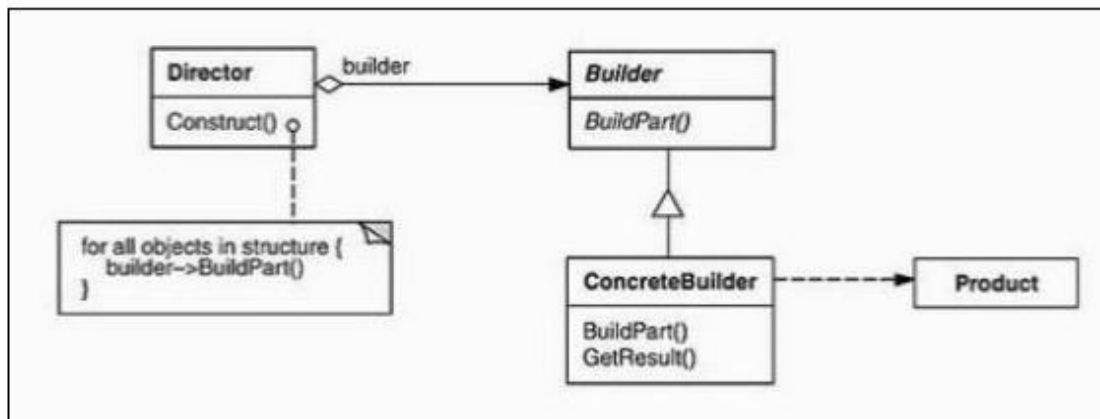 Director
Construct()
builder
Builder
BuildPart()
for all objects in structure {
builder->BuildPart()
}
ConcreteBuilder
BuildPart()
GetResult()
Product